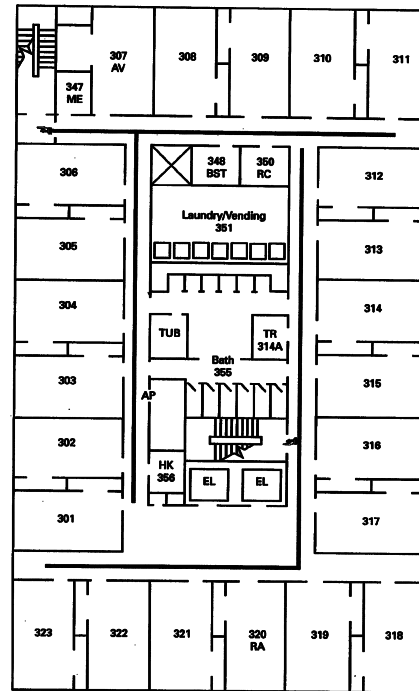 307
AV
308
309
310
311
347
ME
306
348
BST
350
RC
312
Laundry/Vending
351
305
313
304
314
TUB
TR
314A
Bath
355
303
315
AP
302
316
HK
356
EL
EL
301
317
323
322
321
320
RA
319
318